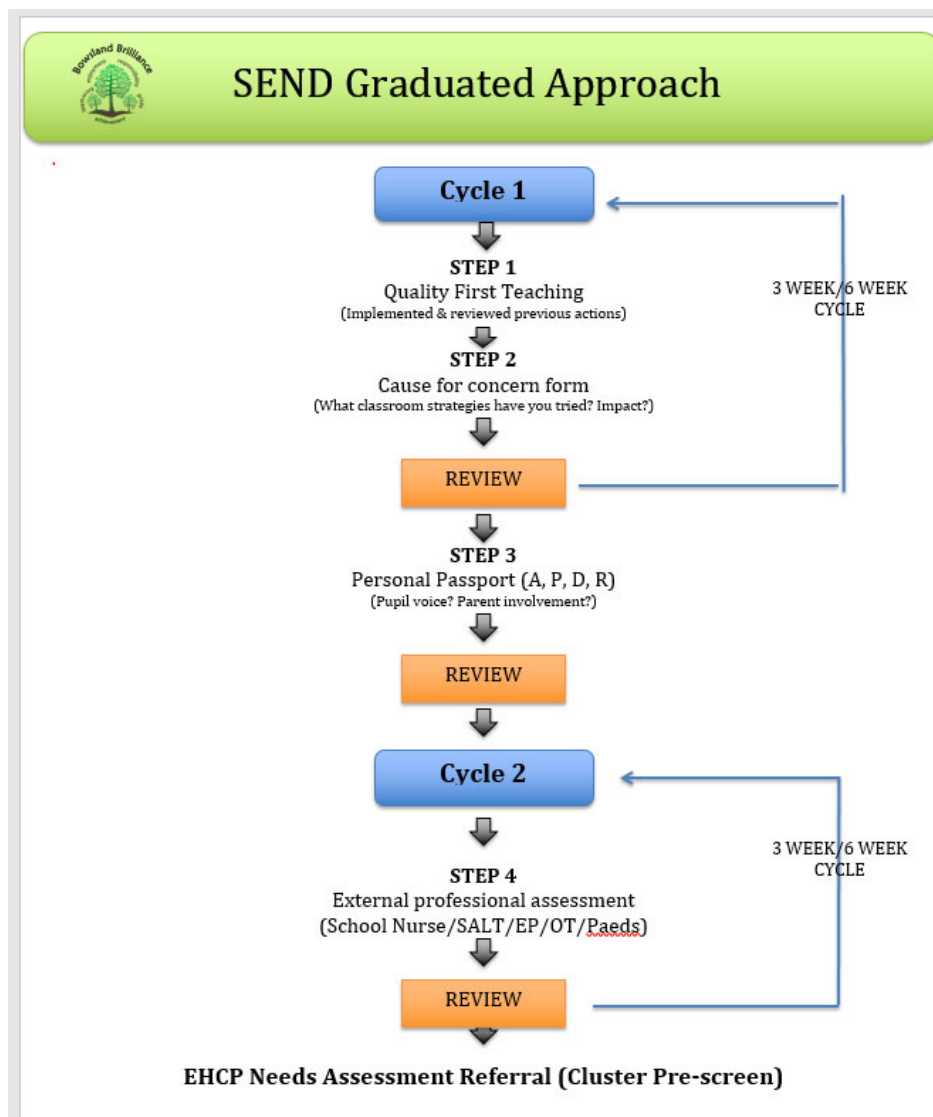 Bowsland Brilliance
SEND Graduated Approach
Cycle 1
STEP 1
Quality First Teaching
(Implemented & reviewed previous actions)
3 WEEK/6 WEEK
CYCLE
STEP 2
Cause for concern form
(What classroom strategies have you tried? Impact?)
REVIEW
STEP 3
Personal Passport (A, P, D, R)
(Pupil voice? Parent involvement?)
REVIEW
Cycle 2
3 WEEK/6 WEEK
CYCLE
STEP 4
External professional assessment
(School Nurse/SALT/EP/OT/Paeds)
REVIEW
EHCP Needs Assessment Referral (Cluster Pre-screen)